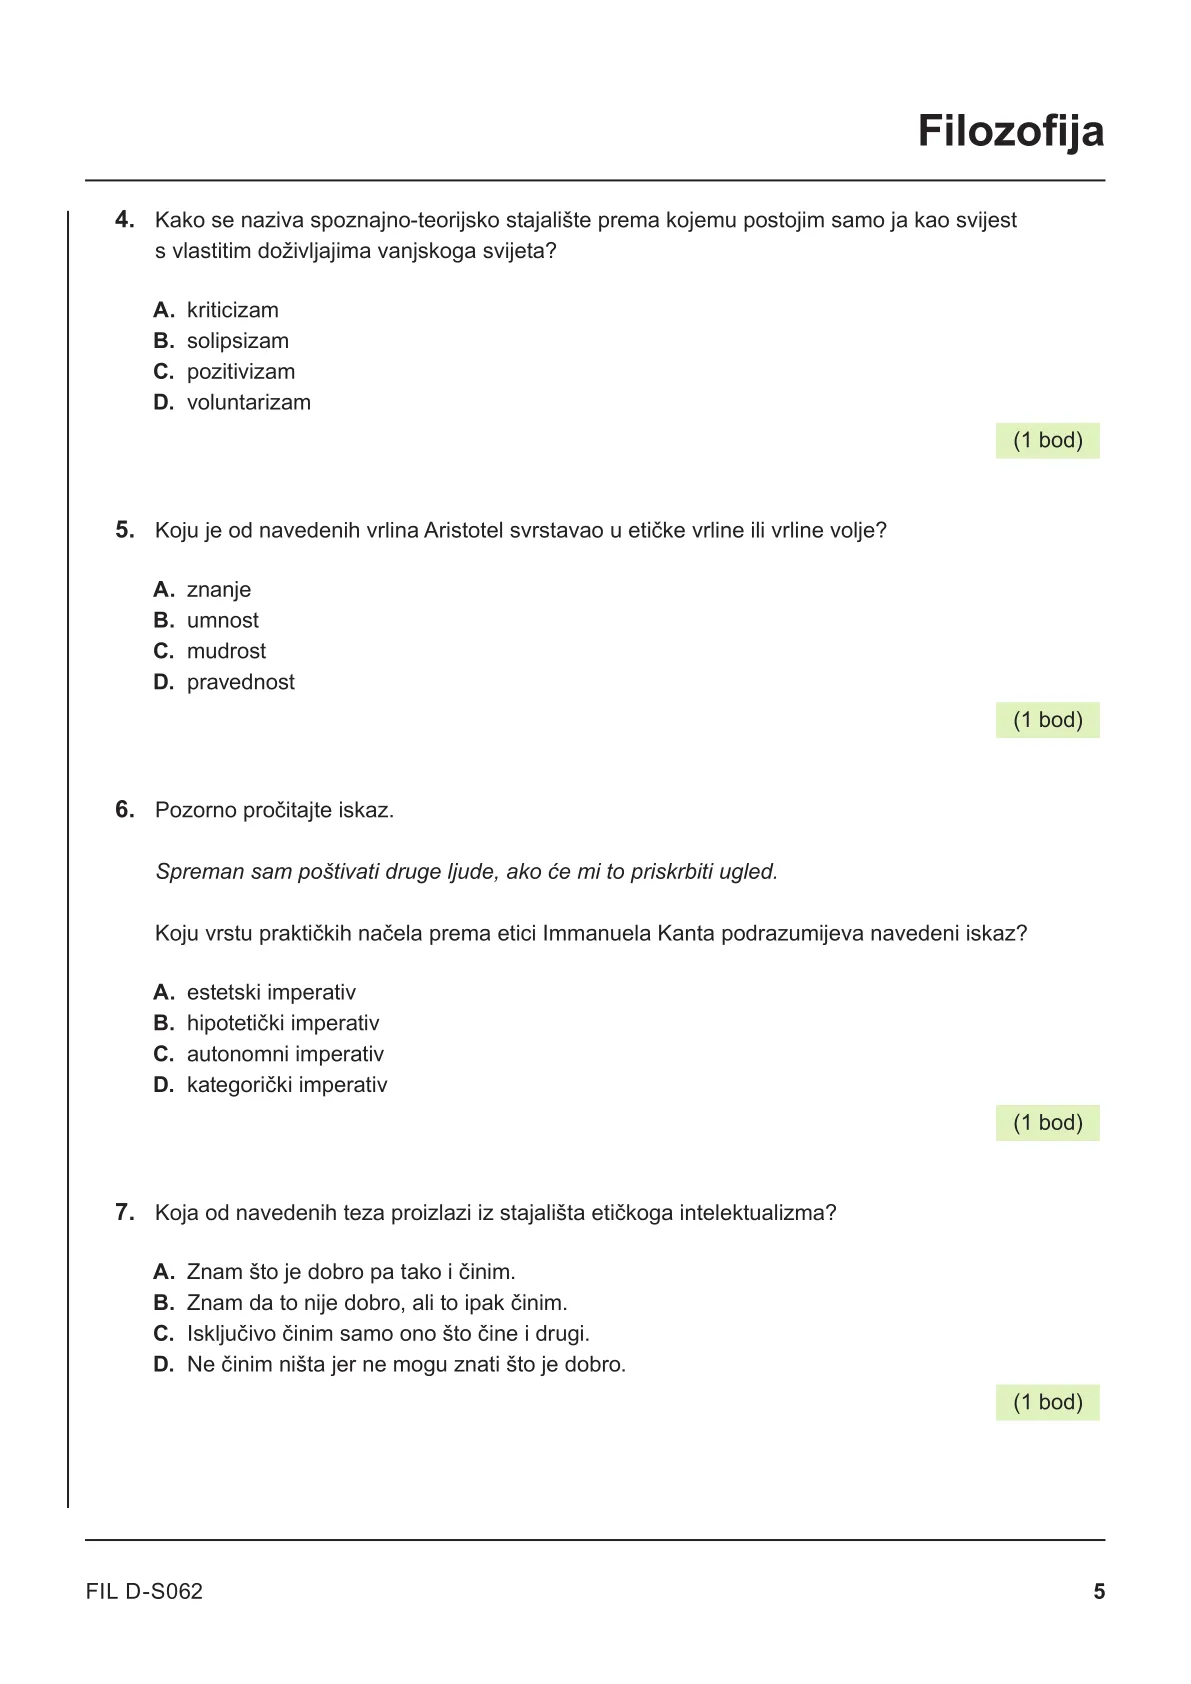 Filozofija
4. Kako se naziva spoznajno-teorijsko stajalište prema kojemu postojim samo ja kao svijest
s vlastitim doživljajima vanjskoga svijeta?
A. kriticizam
B. solipsizam
C. pozitivizam
D. voluntarizam
(1 bod)
5. Koju je od navedenih vrlina Aristotel svrstavao u etičke vrline ili vrline volje?
A. znanje
B. umnost
C. mudrost
D. pravednost
(1 bod)
6. Pozorno pročitajte iskaz.
Spreman sam poštivati druge ljude, ako će mi to priskrbiti ugled.
Koju vrstu praktičkih načela prema etici Immanuela Kanta podrazumijeva navedeni iskaz?
A. estetski imperativ
B. hipotetički imperativ
C. autonomni imperativ
D. kategorički imperativ
(1 bod)
7. Koja od navedenih teza proizlazi iz stajališta etičkoga intelektualizma?
A. Znam što je dobro pa tako i činim.
B. Znam da to nije dobro, ali to ipak činim.
C. Isključivo činim samo ono što čine i drugi.
D. Ne činim ništa jer ne mogu znati što je dobro.
(1 bod)
FIL D-S062
5